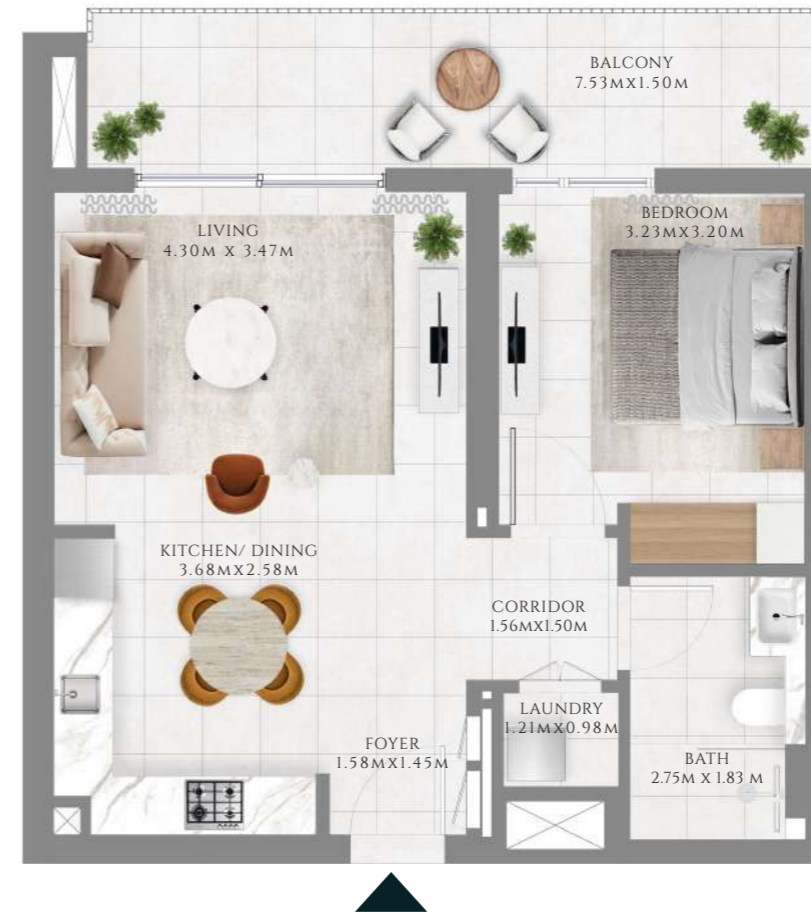 BALCONY
7.53MX1.50M
LIVING
4.30M X 3.47M
BEDROOM
3.23MX3.20M
KITCHEN/ DINING
3.68MX2.58M
CORRIDOR
1.56MX1.50M
LAUNDRY
1.21MX0.98M
FOYER
1.58MX1.45M
BATH
2.75M X 1.83 M